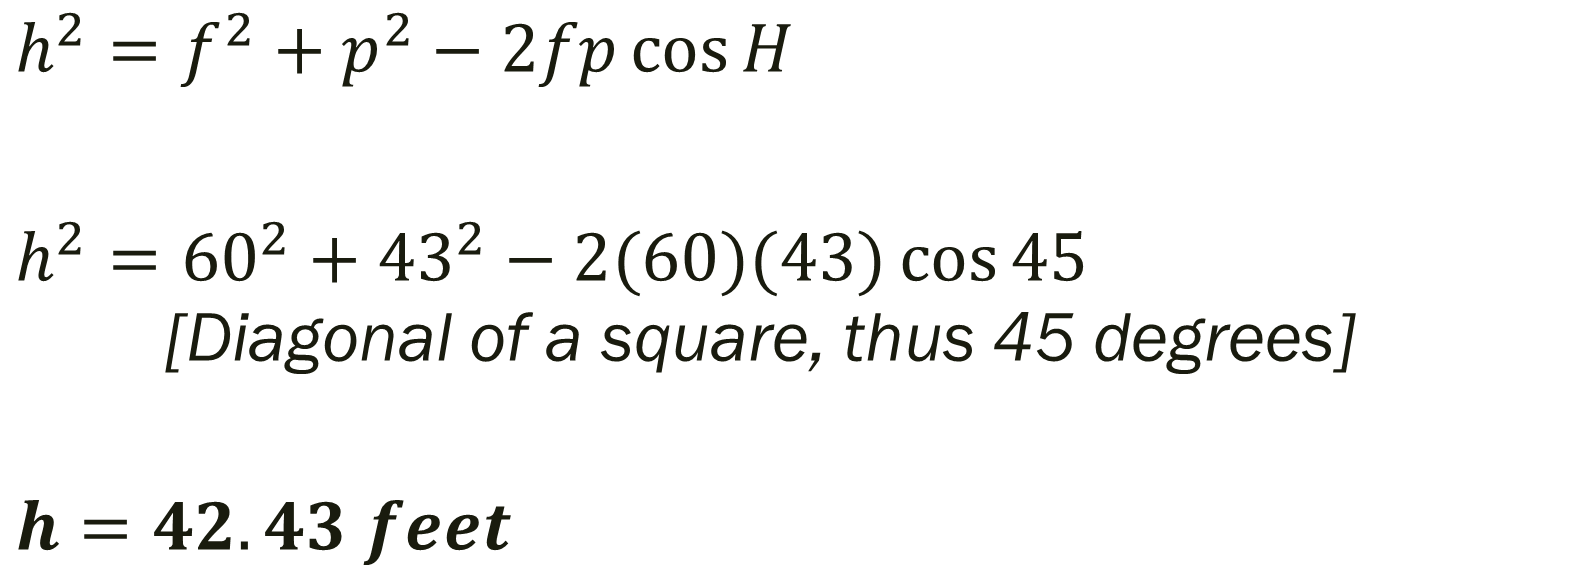 h² = f² + p² − 2fp cos H
h² = 60² + 43² − 2(60)(43) cos 45
[Diagonal of a square, thus 45 degrees]
h = 42.43 feet